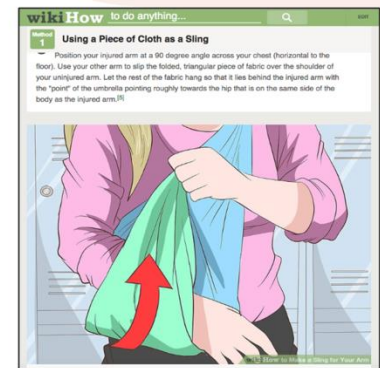 wikiHow to do anything... EDIT
Method
1 Using a Piece of Cloth as a Sling
Position your injured arm at a 90 degree angle across your chest (horizontal to the
floor). Use your other arm to slip the folded, triangular piece of fabric over the shoulder of
your uninjured arm. Let the rest of the fabric hang so that it lies behind the injured arm with
the "point" of the umbrella pointing roughly towards the hip that is on the same side of the
body as the injured arm.[5]
How to Make a Sling for Your Arm